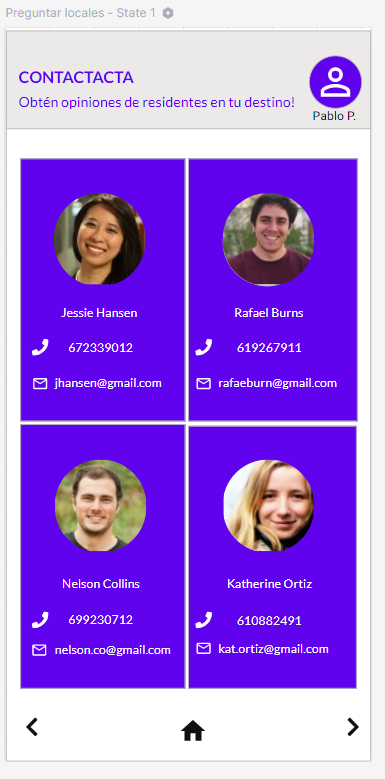 Preguntar locales - State 1
CONTACTACTA
Obtén opiniones de residentes en tu destino!
Pablo P.
Jessie Hansen
672339012
jhansen@gmail.com
Rafael Burns
619267911
rafaeburn@gmail.com
Nelson Collins
699230712
nelson.co@gmail.com
Katherine Ortiz
610882491
kat.ortiz@gmail.com